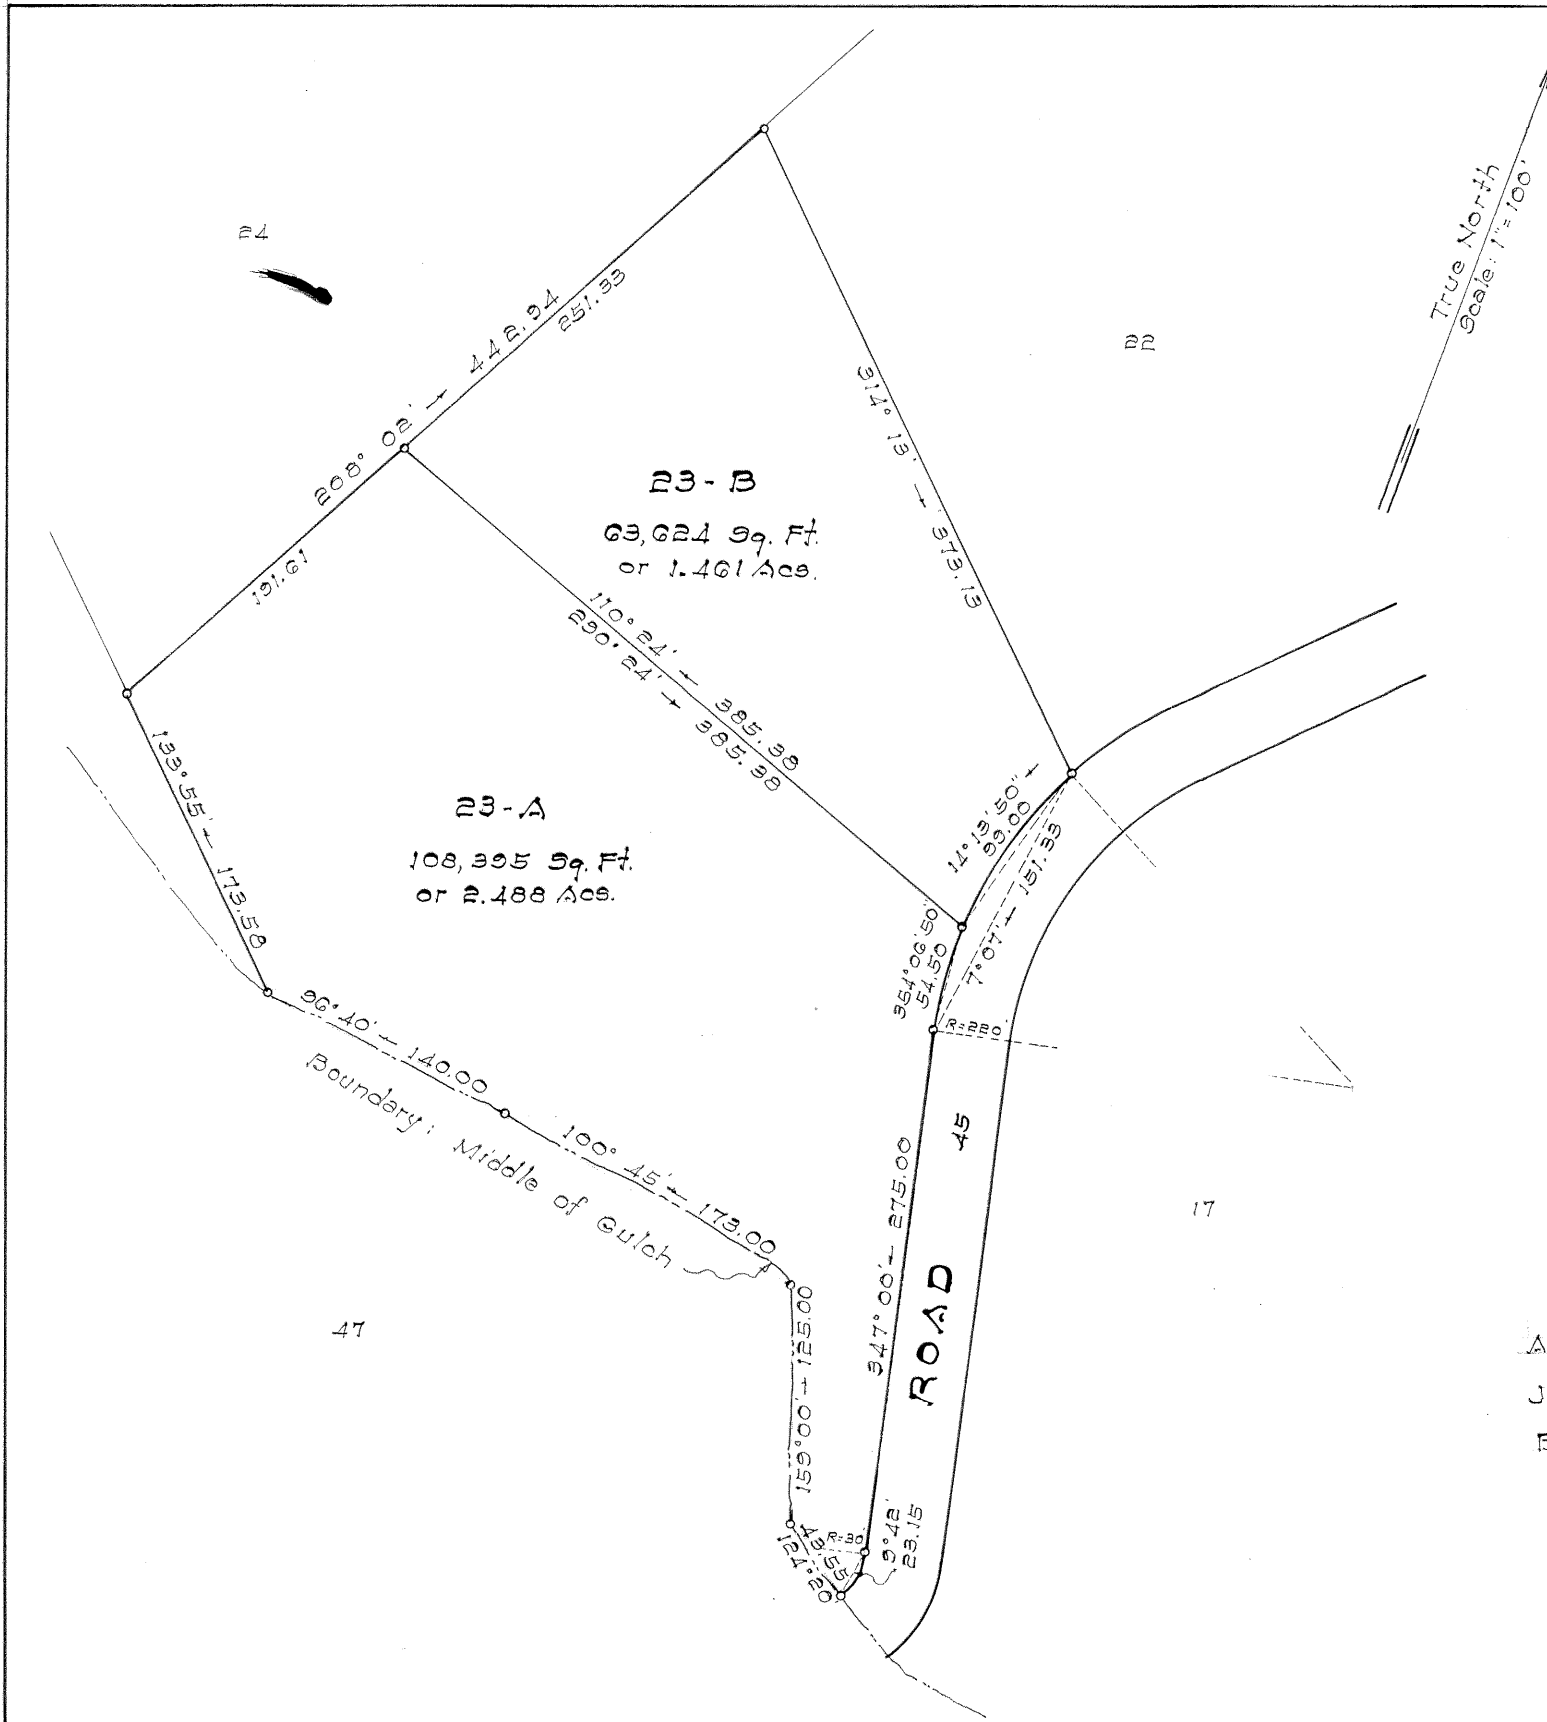 True North
Scale: 1"=100'
24
22
208° 02' → 442.94
251.33
191.61
314° 13' → 373.13
23-B
63,624 Sq. Ft.
or 1.461 Acs.
110° 24' ← 385.38
290° 24' → 385.38
133° 55' ← 173.58
23-A
108,395 Sq. Ft.
or 2.488 Acs.
14° 13' 50" ←
99.00
7° 07' ← 151.33
354° 06' 50"
54.50
R=220'
96° 40' ← 140.00
100° 45' ← 173.00
Boundary: Middle of Gulch
45
347° 00' ← 275.00
ROAD
17
47
159° 00' ← 125.00
R=30'
43.55
124° 20'
9° 42'
23.15
A
J